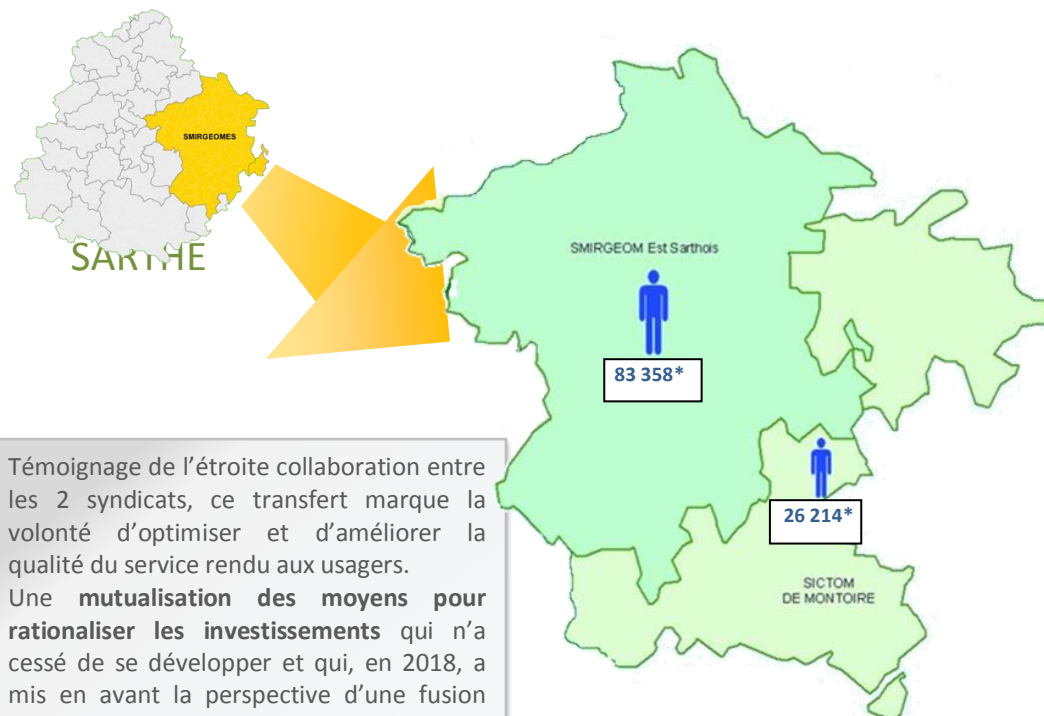 SMIRGEOMES
SARTHE
SMIRGEOM Est Sarthois
83 358*
26 214*
SICTOM
DE MONTOIRE
Témoignage de l'étroite collaboration entre
les 2 syndicats, ce transfert marque la
volonté d'optimiser et d'améliorer la
qualité du service rendu aux usagers.
Une mutualisation des moyens pour
rationaliser les investissements qui n'a
cessé de se développer et qui, en 2018, a
mis en avant la perspective d'une fusion